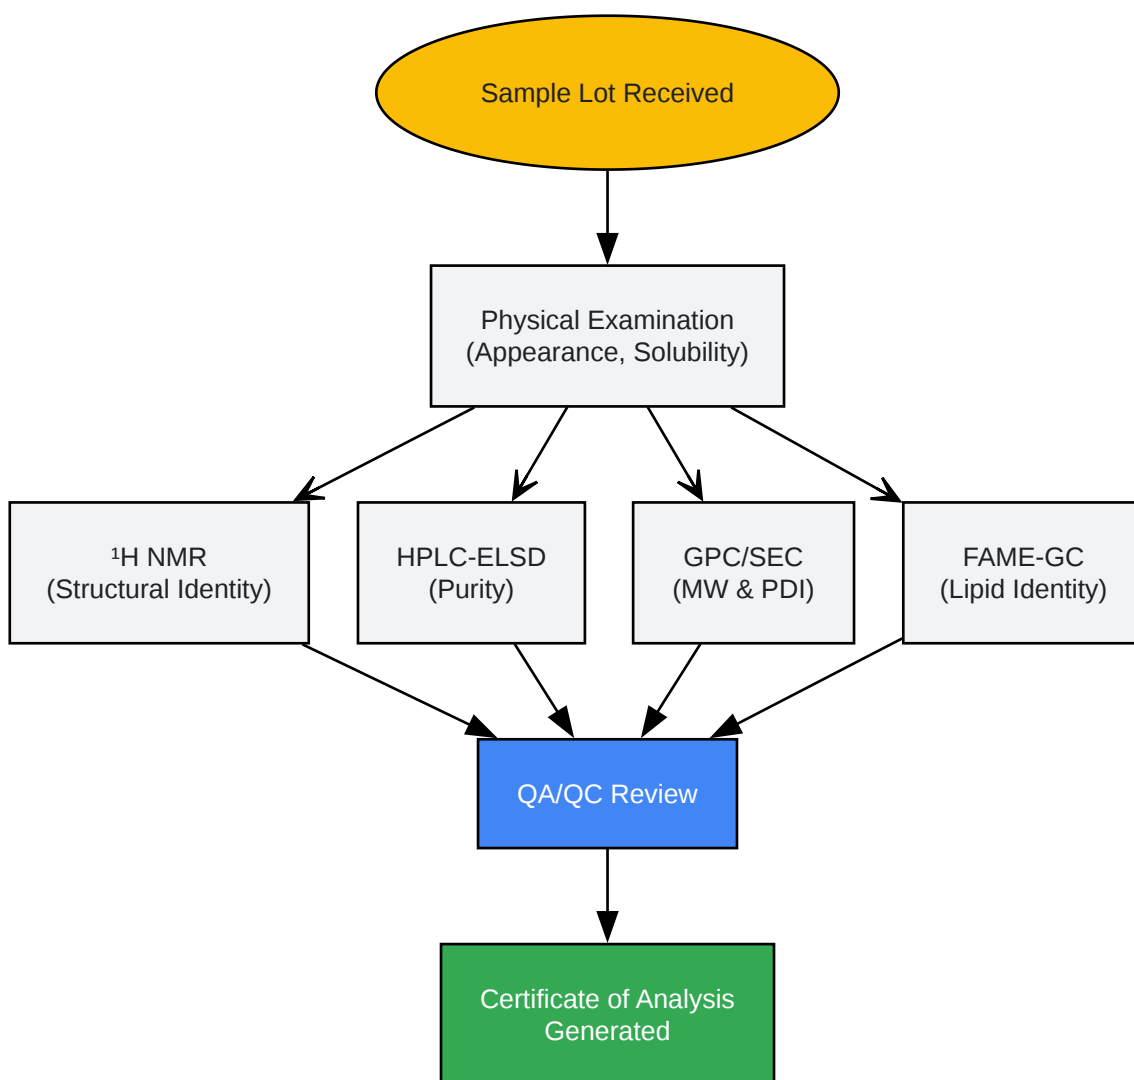 Sample Lot Received
Physical Examination
(Appearance, Solubility)
¹H NMR
(Structural Identity)
HPLC-ELSD
(Purity)
GPC/SEC
(MW & PDI)
FAME-GC
(Lipid Identity)
QA/QC Review
Certificate of Analysis
Generated